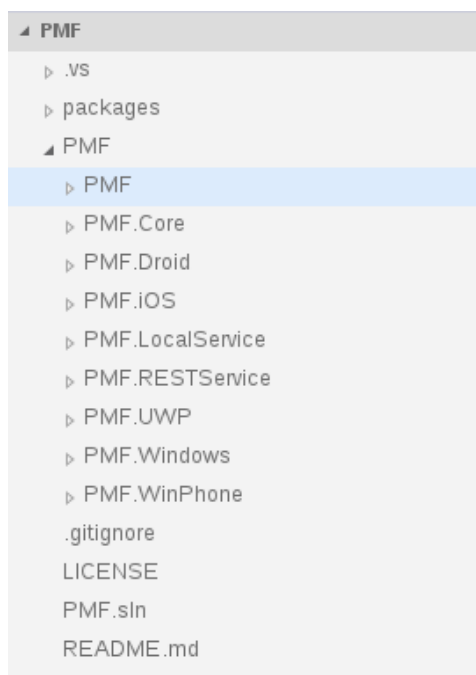 PMF
.vs
packages
PMF
PMF
PMF.Core
PMF.Droid
PMF.iOS
PMF.LocalService
PMF.RESTService
PMF.UWP
PMF.Windows
PMF.WinPhone
.gitignore
LICENSE
PMF.sln
README.md